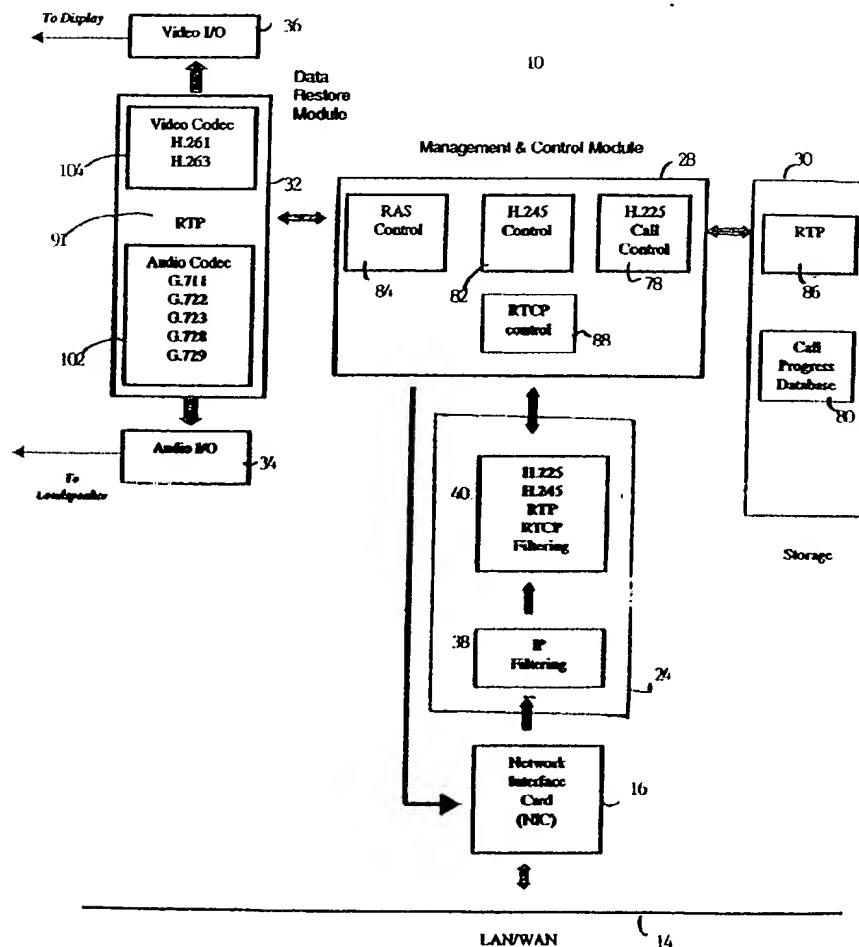 To Display
Video I/O
36
Data
Restore
Module
10
Video Codec
H.261
H.263
104
32
91
RTP
Audio Codec
G.711
G.722
G.723
G.728
G.729
102
Audio I/O
34
To
Loudspeaker
Management & Control Module
28
RAS
Control
84
H.245
Control
82
H.225
Call
Control
78
RTCP
control
88
30
RTP
86
Call
Progress
Database
80
Storage
40
H.225
H.245
RTP
RTCP
Filtering
38
IP
Filtering
24
Network
Interface
Card
(NIC)
16
14
LAN/WAN